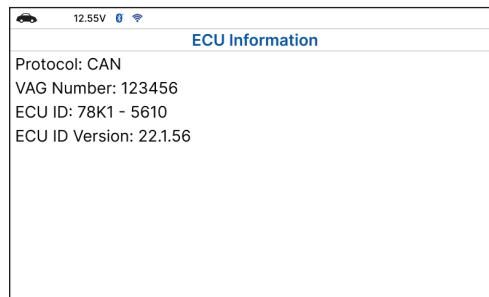 12.55V
ECU Information
Protocol: CAN
VAG Number: 123456
ECU ID: 78K1 - 5610
ECU ID Version: 22.1.56